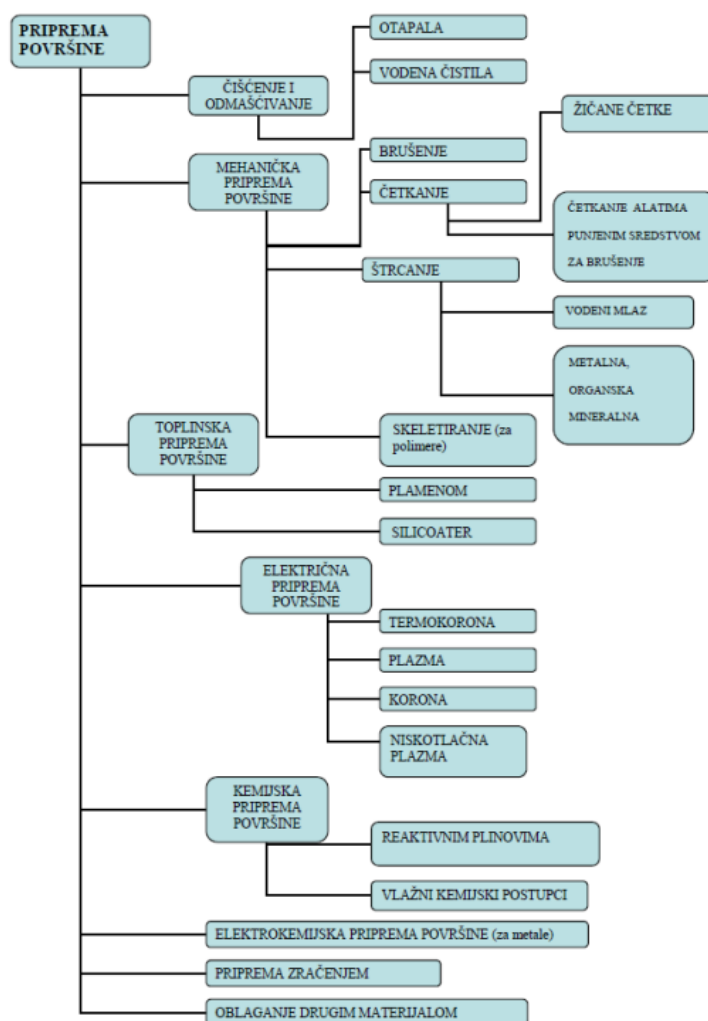 PRIPREMA
POVRŠINE
OTAPALA
ČIŠĆENJE I
ODMAŠĆIVANJE
VODENA ČISTILA
ŽIČANE ČETKE
BRUŠENJE
MEHANIČKA
PRIPREMA
POVRŠINE
ČETKANJE
ČETKANJE ALATIMA
PUNJENIM SREDSTVOM
ZA BRUŠENJE
ŠTRCANJE
VODENI MLAZ
METALNA,
ORGANSKA
MINERALNA
TOPLINSKA
PRIPREMA
POVRŠINE
SKELETIRANJE (za
polimere)
PLAMENOM
SILICOATER
ELEKTRIČNA
PRIPREMA
POVRŠINE
TERMOKORONA
PLAZMA
KORONA
NISKOTLAČNA
PLAZMA
KEMIJSKA
PRIPREMA
POVRŠINE
REAKTIVNIM PLINOVIMA
VLAŽNI KEMIJSKI POSTUPCI
ELEKTROKEMIJSKA PRIPREMA POVRŠINE (za metale)
PRIPREMA ZRAČENJEM
OBLAGANJE DRUGIM MATERIJALOM